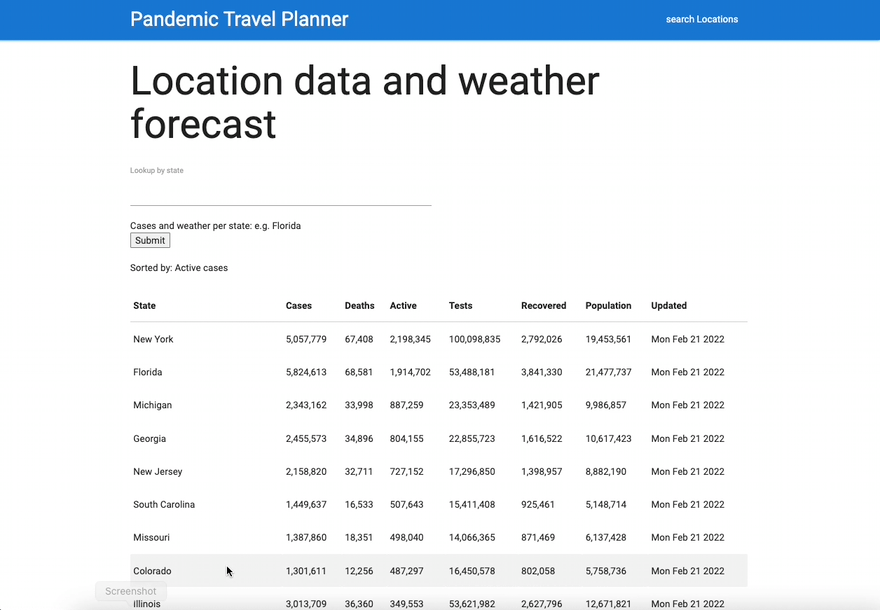 Pandemic Travel Planner
search Locations
Location data and weather
forecast
Lookup by state
Cases and weather per state: e.g. Florida
Submit
Sorted by: Active cases
State Cases Deaths Active Tests Recovered Population Updated
New York 5,057,779 67,408 2,198,345 100,098,835 2,792,026 19,453,561 Mon Feb 21 2022
Florida 5,824,613 68,581 1,914,702 53,488,181 3,841,330 21,477,737 Mon Feb 21 2022
Michigan 2,343,162 33,998 887,259 23,353,489 1,421,905 9,986,857 Mon Feb 21 2022
Georgia 2,455,573 34,896 804,155 22,855,723 1,616,522 10,617,423 Mon Feb 21 2022
New Jersey 2,158,820 32,711 727,152 17,296,850 1,398,957 8,882,190 Mon Feb 21 2022
South Carolina 1,449,637 16,533 507,643 15,411,408 925,461 5,148,714 Mon Feb 21 2022
Missouri 1,387,860 18,351 498,040 14,066,365 871,469 6,137,428 Mon Feb 21 2022
Colorado 1,301,611 12,256 487,297 16,450,578 802,058 5,758,736 Mon Feb 21 2022
Screenshot
Illinois 3,013,709 36,360 349,553 53,621,982 2,627,796 12,671,821 Mon Feb 21 2022